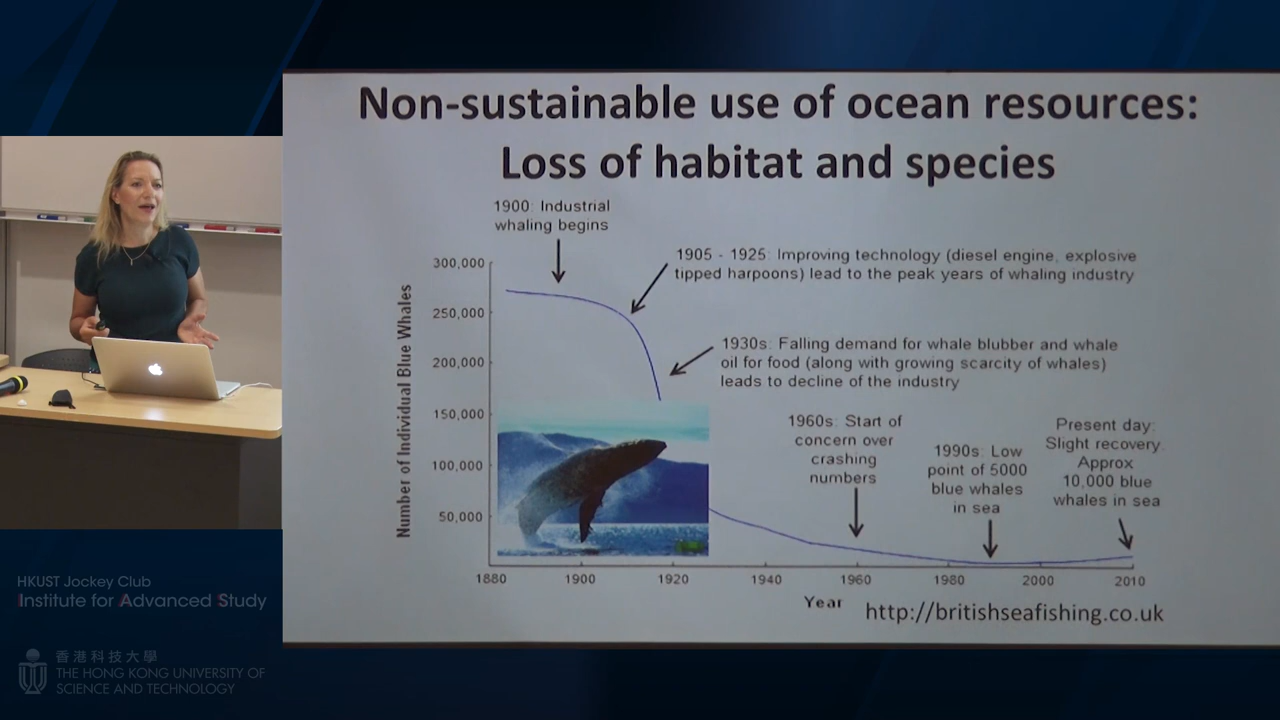 Non-sustainable use of ocean resources:
Loss of habitat and species
1900: Industrial
whaling begins
1905 - 1925: Improving technology (diesel engine, explosive
tipped harpoons) lead to the peak years of whaling industry
1930s: Falling demand for whale blubber and whale
oil for food (along with growing scarcity of whales)
leads to decline of the industry
1960s: Start of
concern over
crashing
numbers
1990s: Low
point of 5000
blue whales
in sea
Present day:
Slight recovery.
Approx
10,000 blue
whales in sea
Number of Individual Blue Whales
300,000
250,000
200,000
150,000
100,000
50,000
1880
1900
1920
1940
1960
1980
2000
2010
Year
http://britishseafishing.co.uk
HKUST Jockey Club
Institute for Advanced Study
香港科技大學
THE HONG KONG UNIVERSITY OF
SCIENCE AND TECHNOLOGY